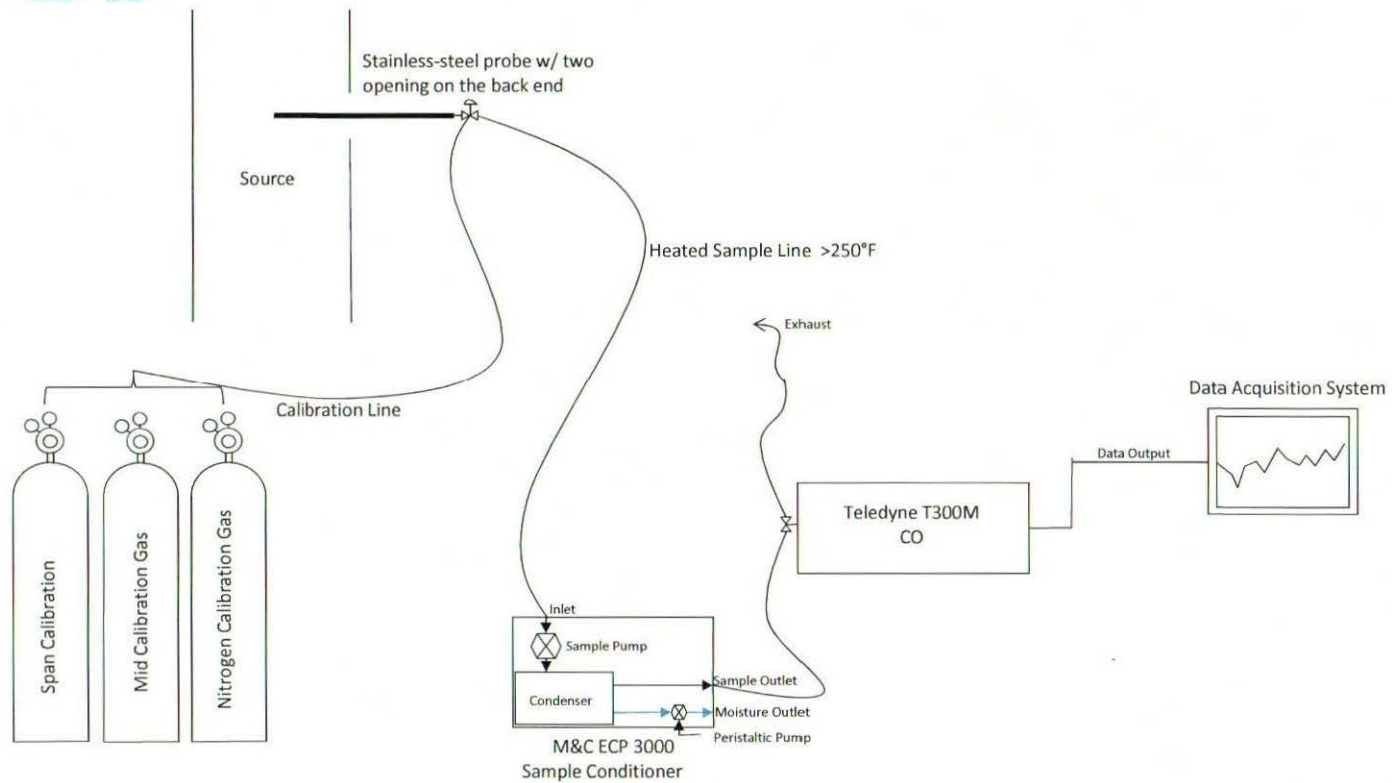 Stainless-steel probe w/ two
opening on the back end
Source
Heated Sample Line >250°F
Exhaust
Calibration Line
Data Acquisition System
Data Output
Teledyne T300M
CO
Span Calibration
Mid Calibration Gas
Nitrogen Calibration Gas
Inlet
Sample Pump
Condenser
Sample Outlet
Moisture Outlet
Peristaltic Pump
M&C ECP 3000
Sample Conditioner